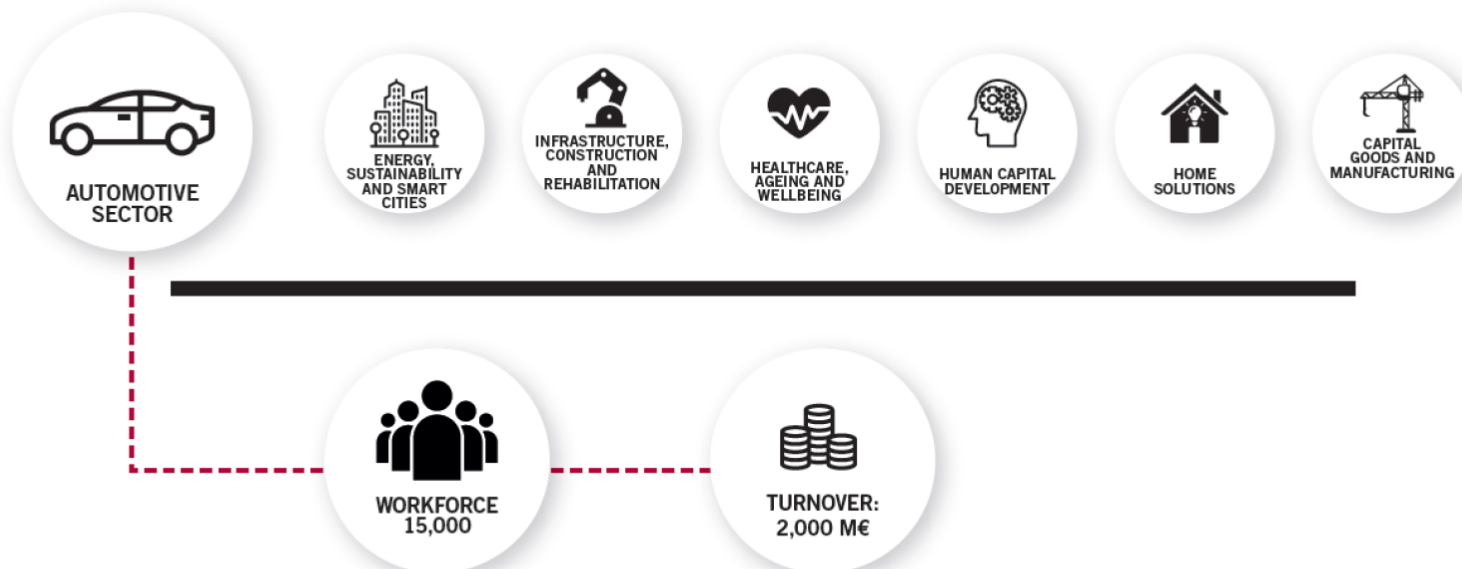 AUTOMOTIVE
SECTOR
ENERGY,
SUSTAINABILITY
AND SMART
CITIES
INFRASTRUCTURE,
CONSTRUCTION
AND
REHABILITATION
HEALTHCARE,
AGEING AND
WELLBEING
HUMAN CAPITAL
DEVELOPMENT
HOME
SOLUTIONS
CAPITAL
GOODS AND
MANUFACTURING
WORKFORCE
15,000
TURNOVER:
2,000 M€